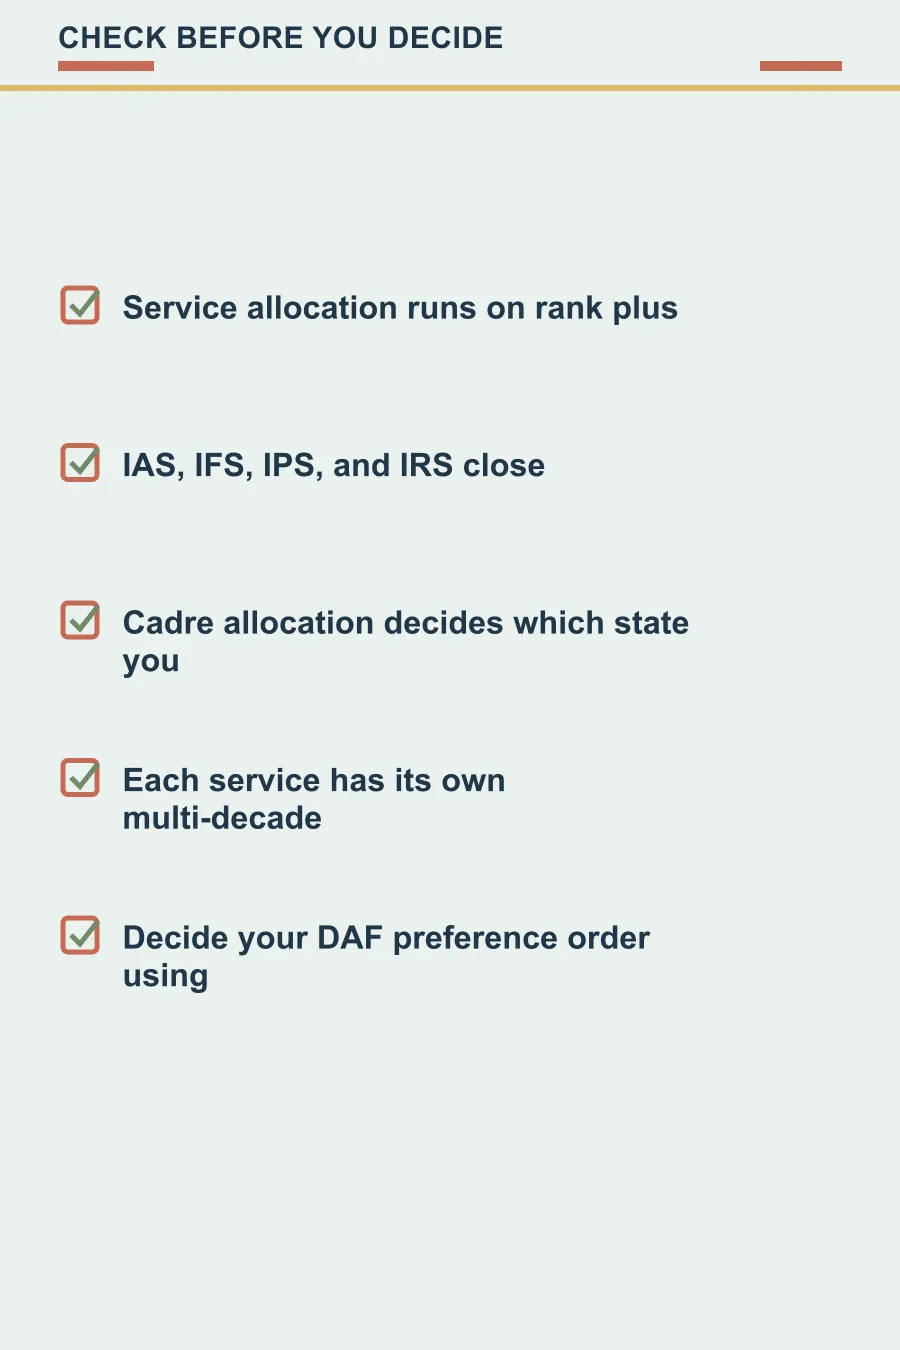 CHECK BEFORE YOU DECIDE
Service allocation runs on rank plus
IAS, IFS, IPS, and IRS close
Cadre allocation decides which state
you
Each service has its own
multi-decade
Decide your DAF preference order
using